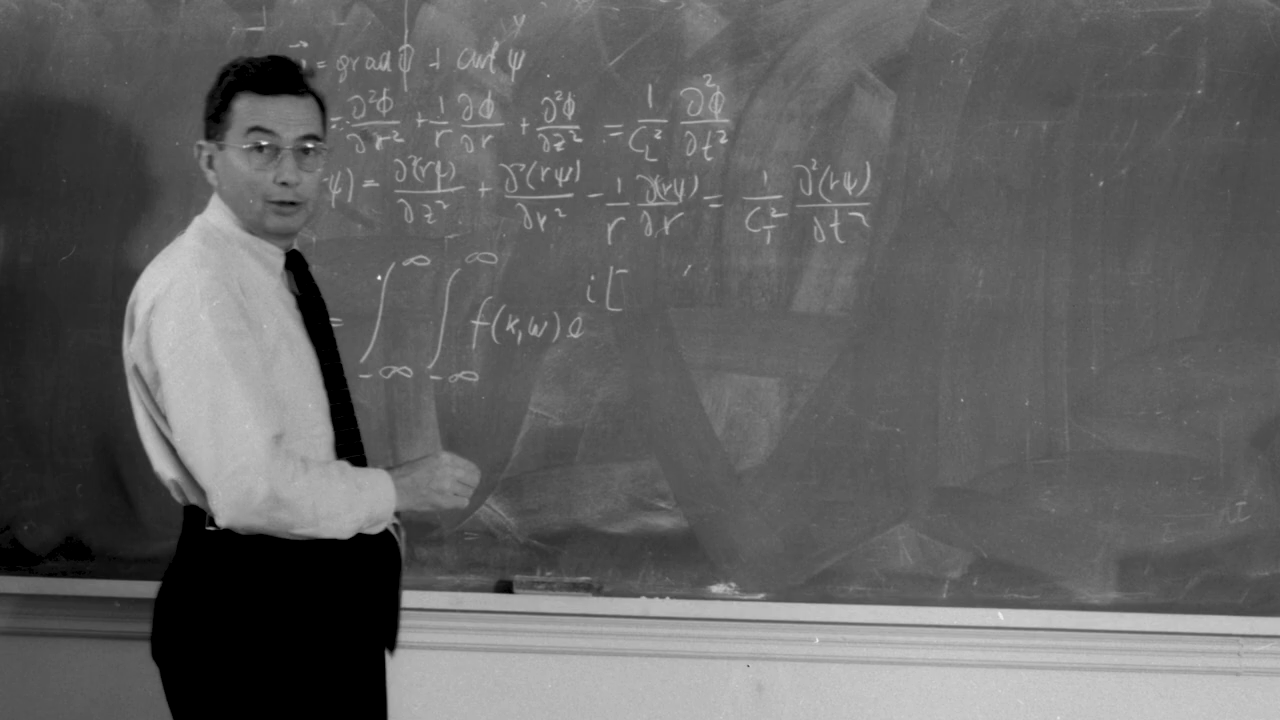 = grad ϕ + curl ψ
= ∂²ϕ/∂r² + 1/r ∂ϕ/∂r + ∂²ϕ/∂z² = 1/C_L² ∂²ϕ/∂t²
ψ) = ∂²(rψ)/∂z² + ∂²(rψ)/∂r² − 1/r ∂(rψ)/∂r = 1/C_T² ∂²(rψ)/∂t²
= ∫_{-∞}^{∞} ∫_{-∞}^{∞} f(k,ω) e^{i[